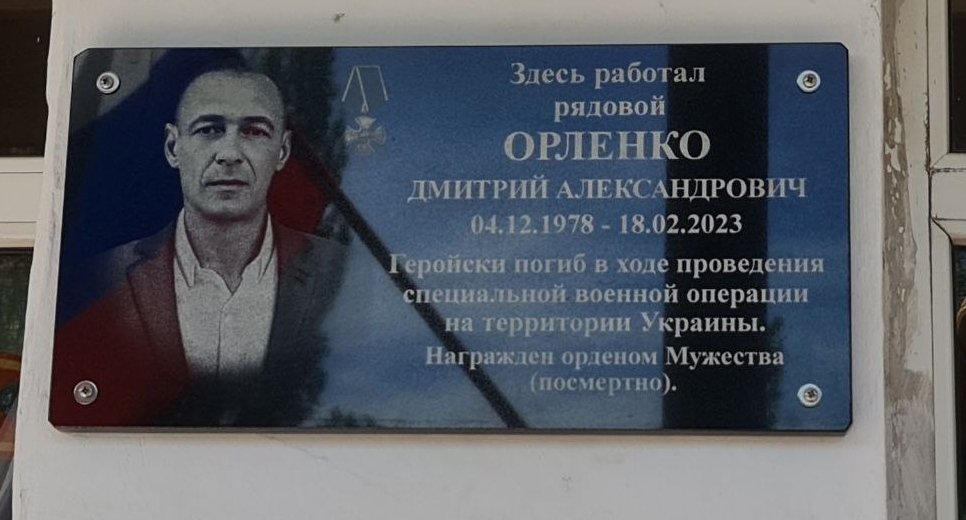 Здесь работал
рядовой
ОРЛЕНКО
ДМИТРИЙ АЛЕКСАНДРОВИЧ
04.12.1978 - 18.02.2023
Геройски погиб в ходе проведения
специальной военной операции
на территории Украины.
Награжден орденом Мужества
(посмертно).